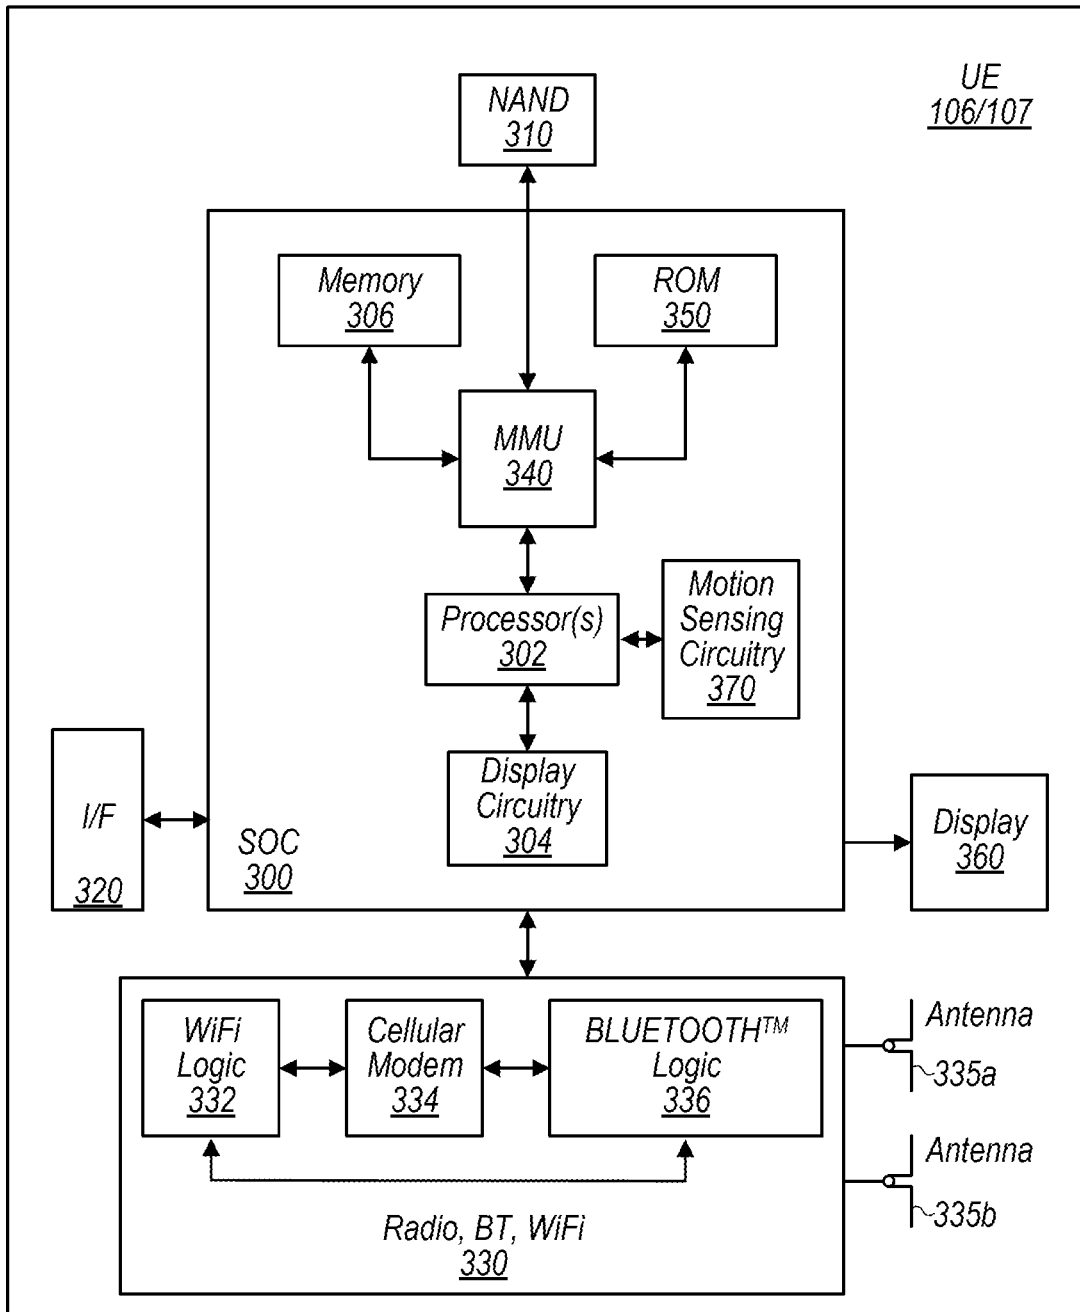 UE
106/107
NAND
310
Memory
306
ROM
350
MMU
340
Processor(s)
302
Motion
Sensing
Circuitry
370
Display
Circuitry
304
I/F
320
SOC
300
Display
360
WiFi
Logic
332
Cellular
Modem
334
BLUETOOTH™
Logic
336
Antenna
335a
Antenna
335b
Radio, BT, WiFi
330